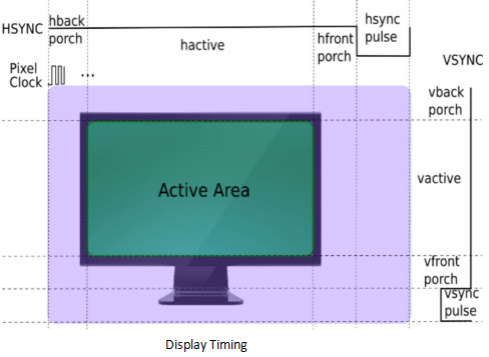 HSYNC
hback
porch
hactive
hfront
porch
hsync
pulse
VSYNC
Pixel
Clock
...
vback
porch
Active Area
vactive
vfront
porch
vsync
pulse
Display Timing